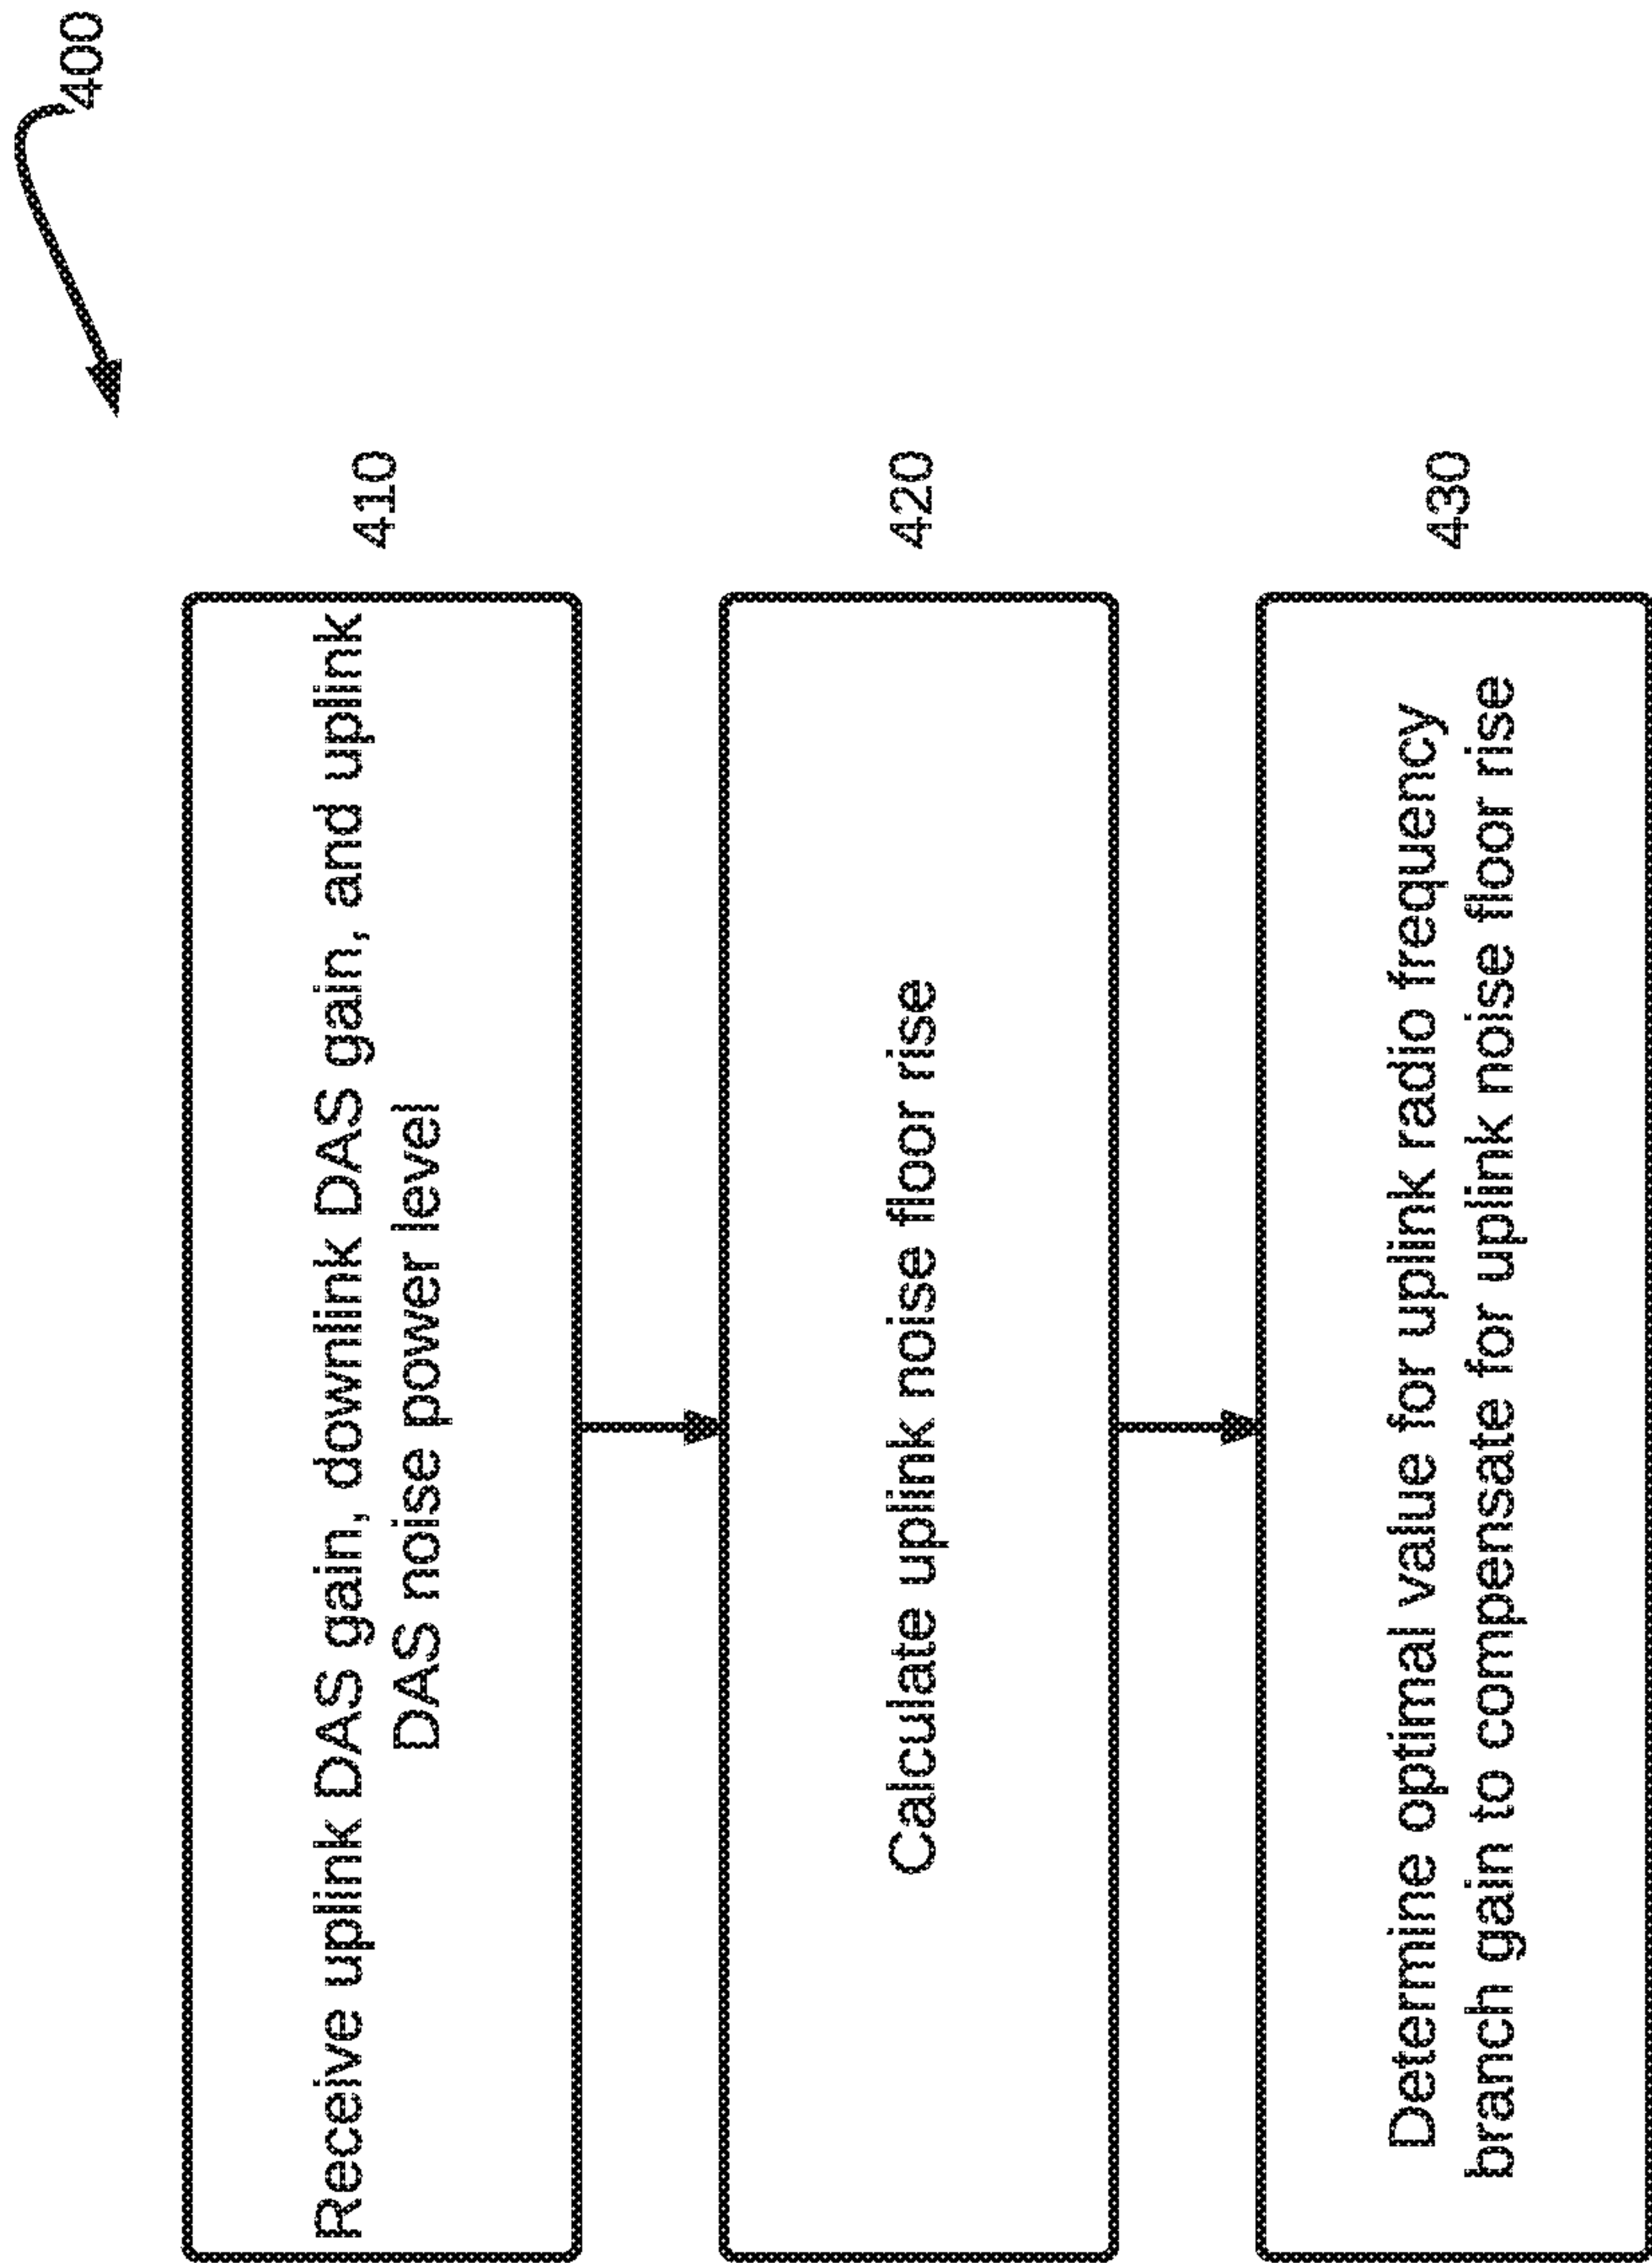 400
Receive uplink DAS gain, downlink DAS gain, and uplink
DAS noise power level
410
Calculate uplink noise floor rise
420
Determine optimal value for uplink radio frequency
branch gain to compensate for uplink noise floor rise
430